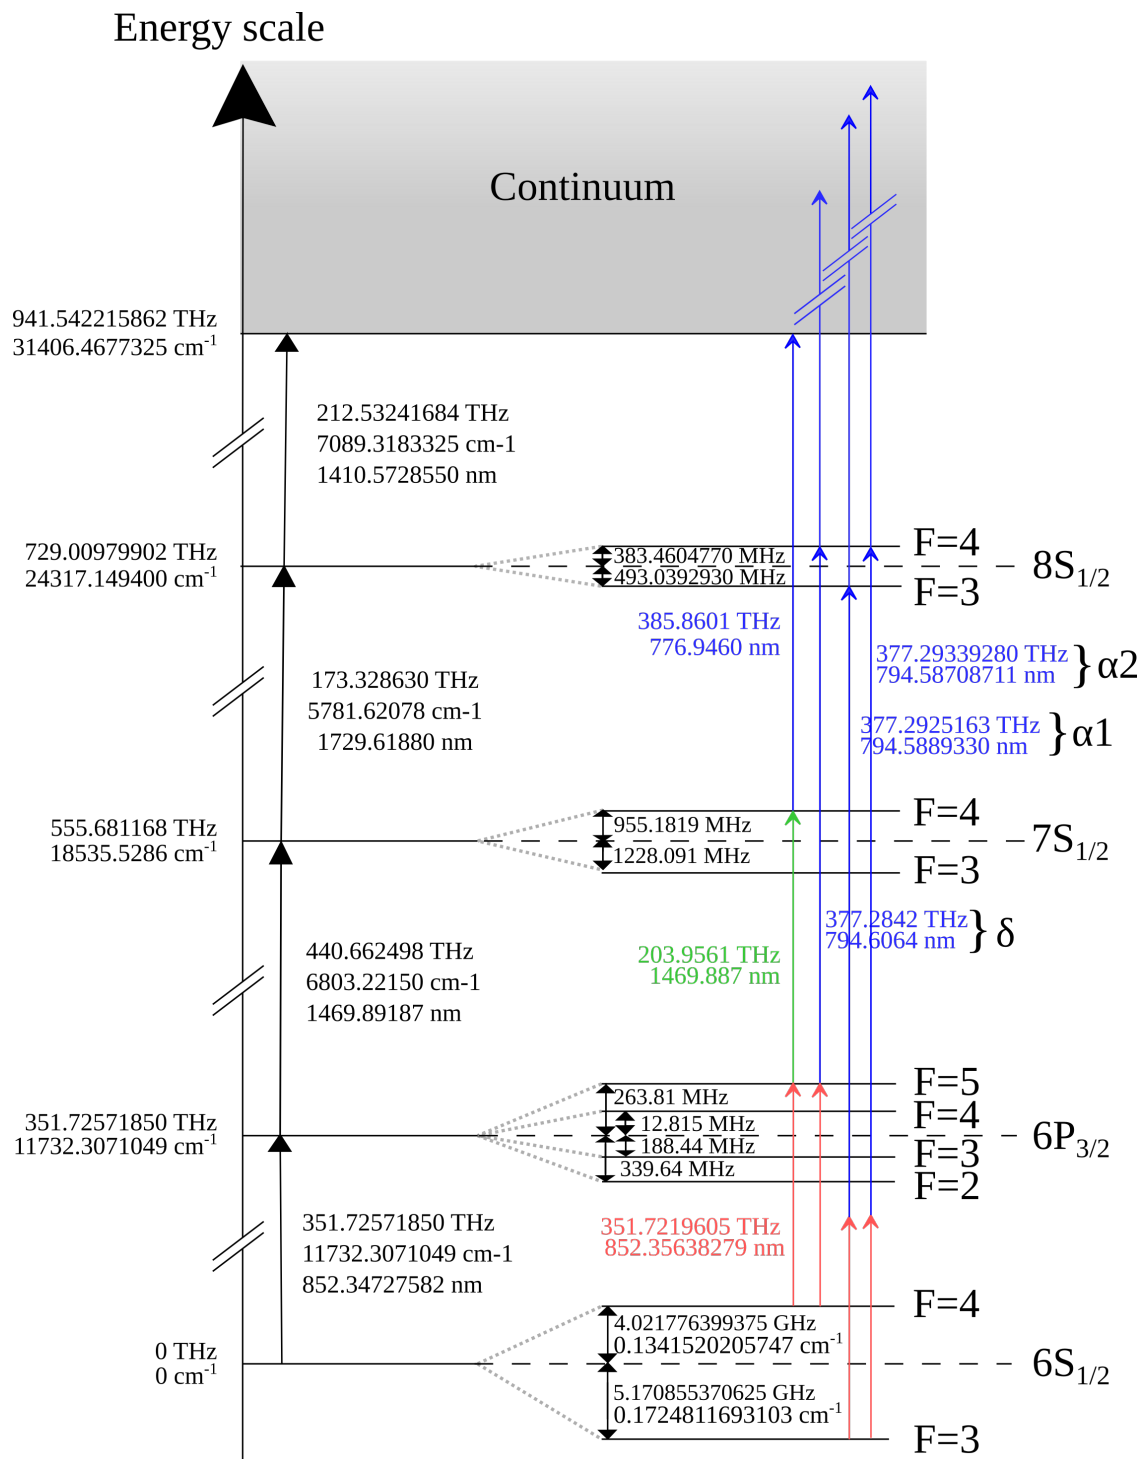 Energy scale
Continuum
941.542215862 THz
31406.4677325 cm-1
212.53241684 THz
7089.3183325 cm-1
1410.5728550 nm
729.00979902 THz
24317.149400 cm-1
383.4604770 MHz
493.0392930 MHz
F=4
F=3
8S1/2
385.8601 THz
776.9460 nm
377.29339280 THz
794.58708711 nm
} α2
377.2925163 THz
794.5889330 nm
} α1
173.328630 THz
5781.62078 cm-1
1729.61880 nm
555.681168 THz
18535.5286 cm-1
955.1819 MHz
1228.091 MHz
F=4
F=3
7S1/2
377.2842 THz
794.6064 nm
} δ
203.9561 THz
1469.887 nm
440.662498 THz
6803.22150 cm-1
1469.89187 nm
351.72571850 THz
11732.3071049 cm-1
263.81 MHz
12.815 MHz
188.44 MHz
339.64 MHz
F=5
F=4
F=3
F=2
6P3/2
351.7219605 THz
852.35638279 nm
351.72571850 THz
11732.3071049 cm-1
852.34727582 nm
0 THz
0 cm-1
4.021776399375 GHz
0.1341520205747 cm-1
5.170855370625 GHz
0.1724811693103 cm-1
F=4
F=3
6S1/2